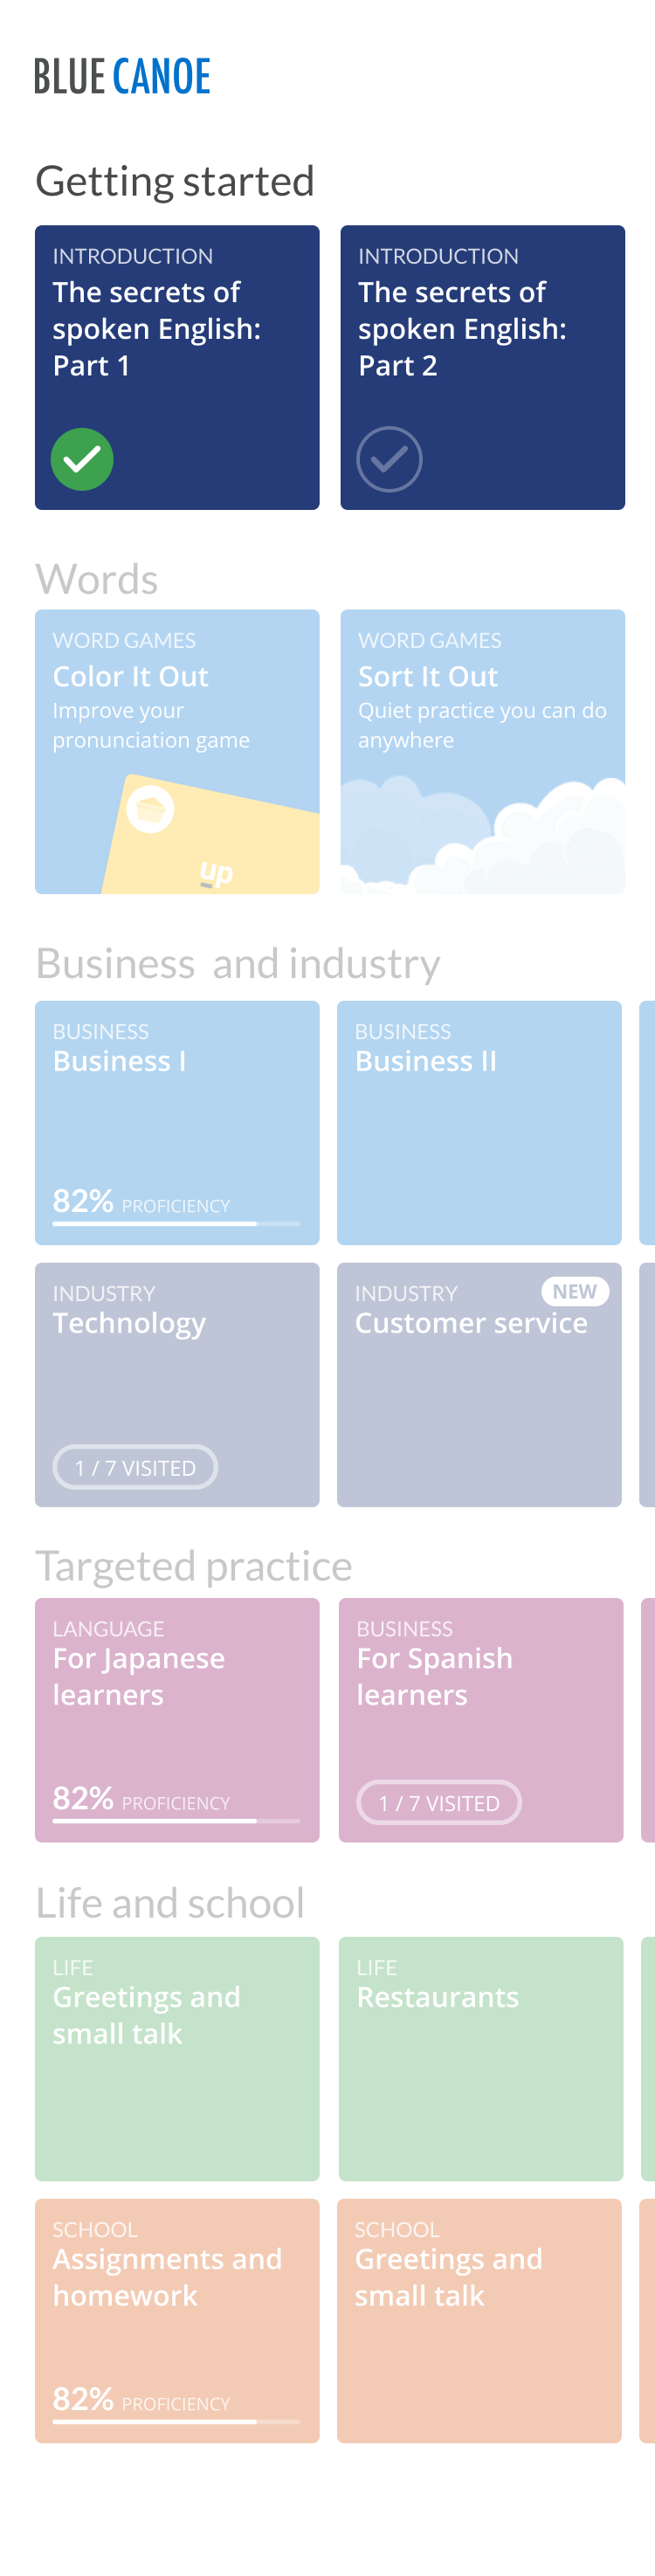 BLUE CANOE
Getting started
INTRODUCTION
The secrets of
spoken English:
Part 1
INTRODUCTION
The secrets of
spoken English:
Part 2
Words
WORD GAMES
Color It Out
Improve your
pronunciation game
up
WORD GAMES
Sort It Out
Quiet practice you can do
anywhere
Business and industry
BUSINESS
Business I
82% PROFICIENCY
BUSINESS
Business II
INDUSTRY
Technology
1 / 7 VISITED
INDUSTRY
NEW
Customer service
Targeted practice
LANGUAGE
For Japanese
learners
82% PROFICIENCY
BUSINESS
For Spanish
learners
1 / 7 VISITED
Life and school
LIFE
Greetings and
small talk
LIFE
Restaurants
SCHOOL
Assignments and
homework
82% PROFICIENCY
SCHOOL
Greetings and
small talk